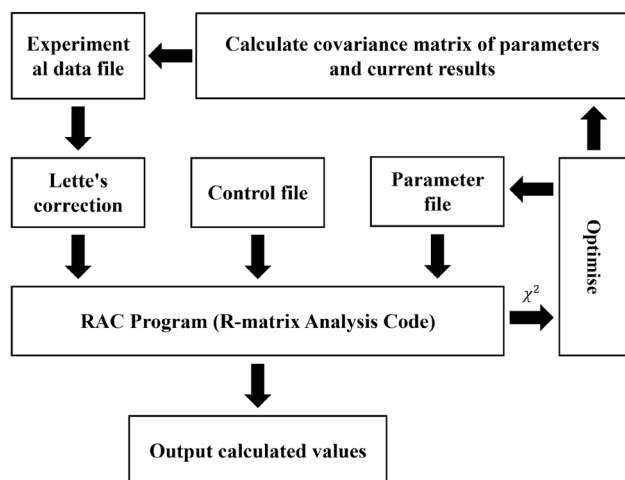 Experiment
al data file
Calculate covariance matrix of parameters
and current results
Lette's
correction
Control file
Parameter
file
Optimise
RAC Program (R-matrix Analysis Code)
χ²
Output calculated values